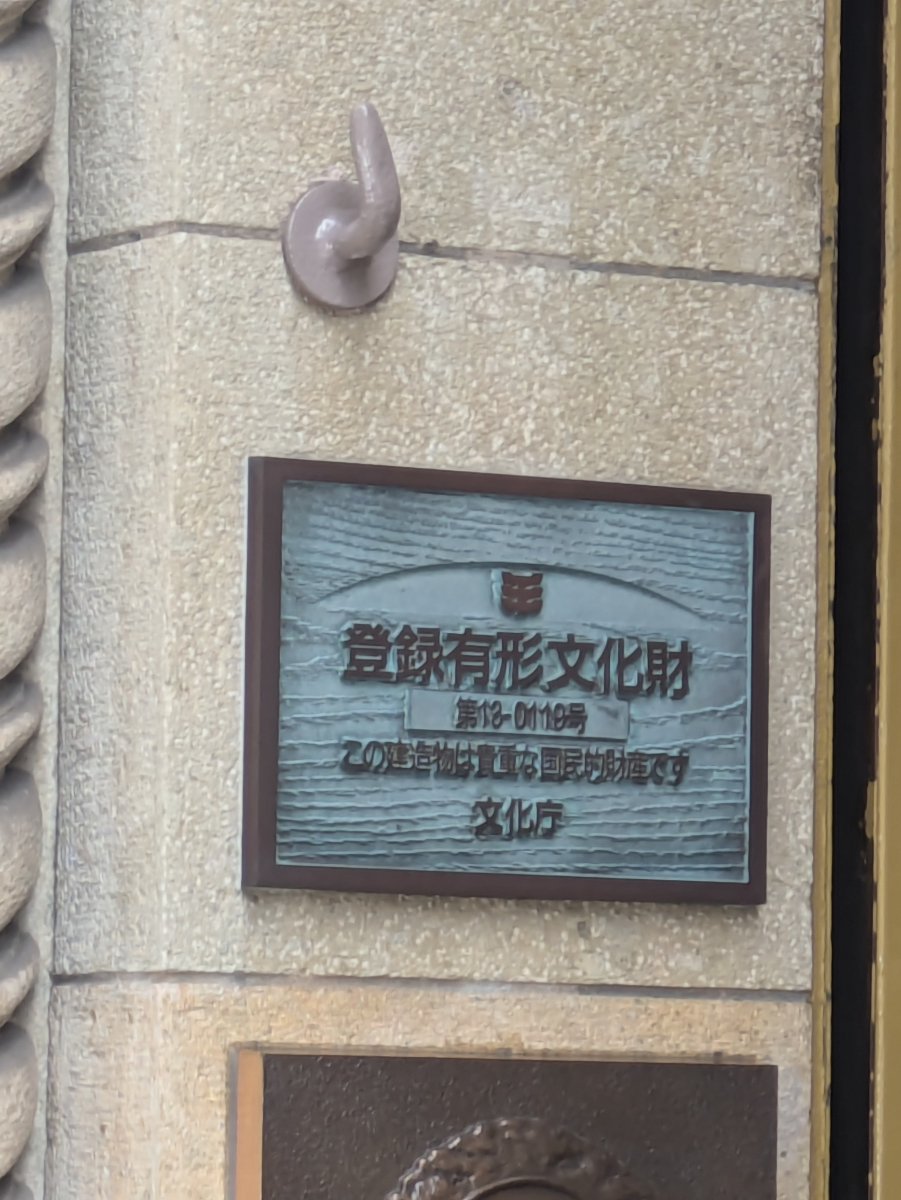 登録有形文化財
第13-0119号
この建造物は貴重な国民的財産です
文化庁